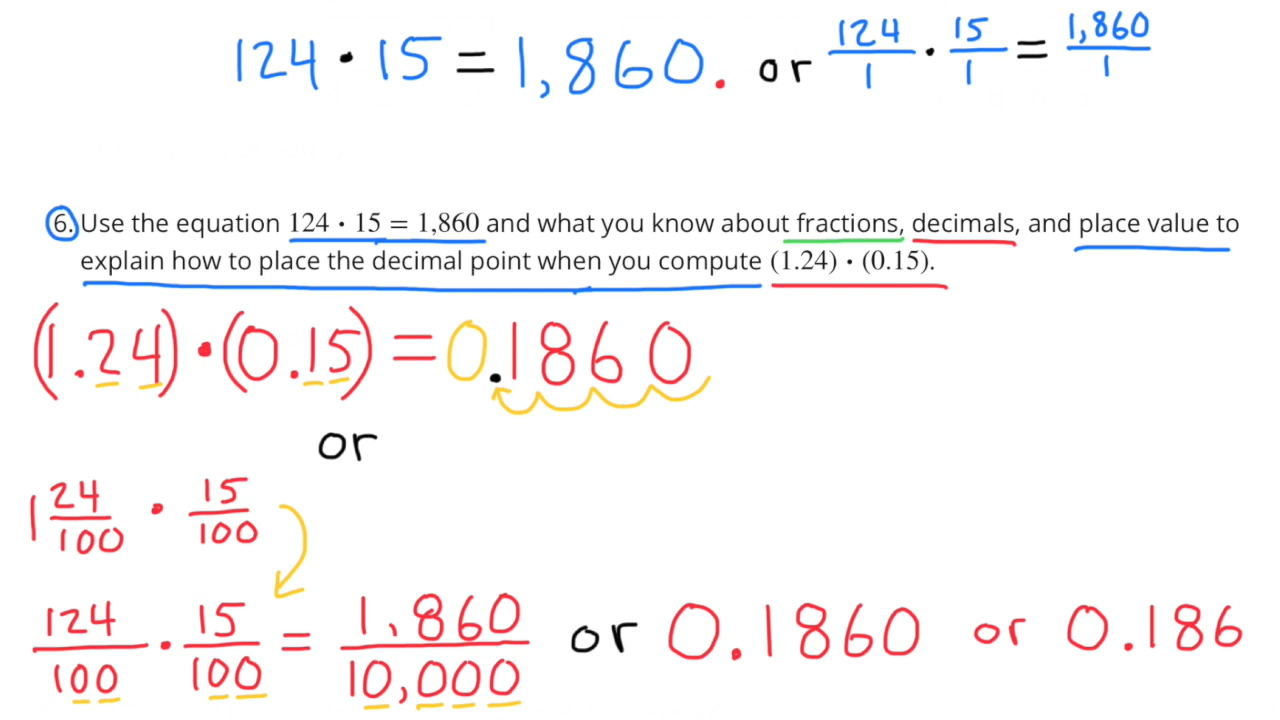 124 · 15 = 1,860. or 124/1 · 15/1 = 1,860/1
6. Use the equation 124 · 15 = 1,860 and what you know about fractions, decimals, and place value to
explain how to place the decimal point when you compute (1.24) · (0.15).
(1.24) · (0.15) = 0.1860
or
1 24/100 · 15/100
124/100 · 15/100 = 1,860/10,000 or 0.1860 or 0.186